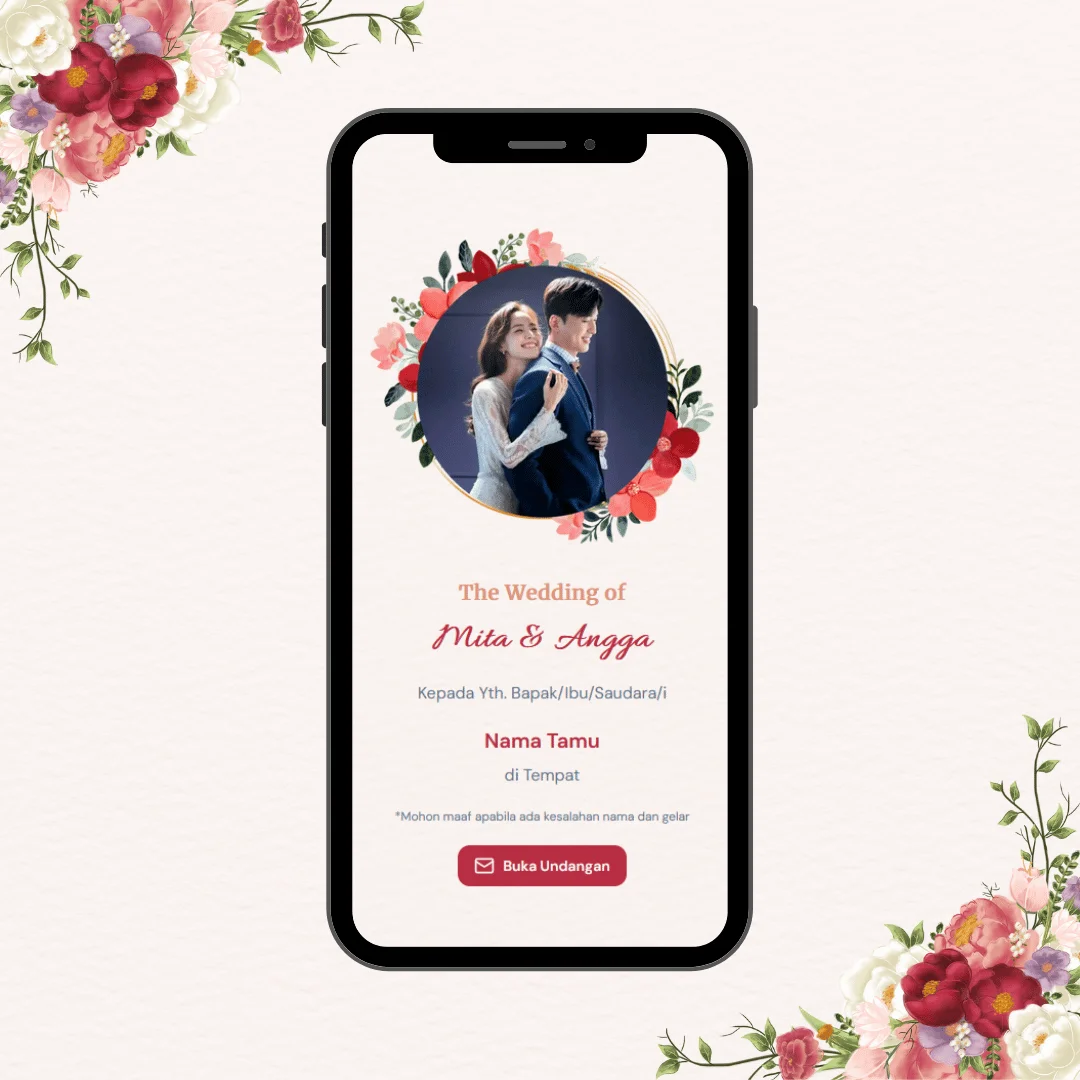 The Wedding of
Mita & Angga
Kepada Yth. Bapak/Ibu/Saudara/i
Nama Tamu
di Tempat
*Mohon maaf apabila ada kesalahan nama dan gelar
Buka Undangan